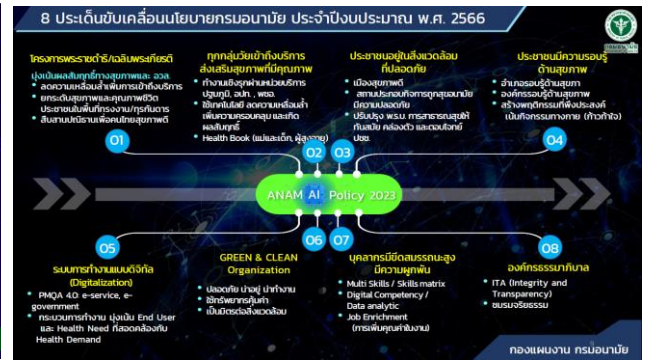 8 ประเด็นขับเคลื่อนนโยบายกรมอนามัย ประจำปีงบประมาณ พ.ศ. 2566
โครงการพระราชดำริ/เฉลิมพระเกียรติ
มุ่งเน้นผลสัมฤทธิ์ทางสุขภาพและ อวล.
• ลดความเหลื่อมล้ำเพิ่มการเข้าถึงบริการ
• ยกระดับสุขภาพและคุณภาพชีวิต
ประชาชนในพื้นที่ทรงงาน/ทุรกันดาร
• สืบสานปณิธานเพื่อคนไทยสุขภาพดี
01
ทุกกลุ่มวัยเข้าถึงบริการ
ส่งเสริมสุขภาพที่มีคุณภาพ
• ทำงานเชิงรุกผ่านหน่วยบริการ
ปฐมภูมิ, อปท. , พชอ.
• ใช้เทคโนโลยี ลดความเหลื่อมล้ำ
เพิ่มความครอบคลุม และเกิด
ผลสัมฤทธิ์
• Health Book (แม่และเด็ก, ผู้สูงอายุ)
02
ประชาชนอยู่ในสิ่งแวดล้อม
ที่ปลอดภัย
• เมืองสุขภาพดี
สถานประกอบกิจการถูกสุขอนามัย
มีความปลอดภัย
• ปรับปรุง พ.ร.บ. การสาธารณสุขให้
ทันสมัย คล่องตัว และตอบโจทย์
ปชช.
03
ประชาชนมีความรอบรู้
ด้านสุขภาพ
• อำเภอรอบรู้ด้านสุขภา
• องค์กรรอบรู้ด้านสุขภาพ
• สร้างพฤติกรรมที่พึงประสงค์
เน้นกิจกรรมทางกาย (ก้าวท้าใจ)
04
ANAM AI Policy 2023
05
ระบบการทำงานแบบดิจิทัล
(Digitalization)
• PMQA 4.0: e-service, e-
government
• กระบวนการทำงาน มุ่งเน้น End User
และ Health Need ที่สอดคล้องกับ
Health Demand
06
GREEN & CLEAN
Organization
• ปลอดภัย น่าอยู่ น่าทำงาน
• ใช้ทรัพยากรคุ้มค่า
• เป็นมิตรต่อสิ่งแวดล้อม
07
บุคลากรมีขีดสมรรถนะสูง
มีความผูกพัน
• Multi Skills / Skills matrix
• Digital Competency /
Data analytic
• Job Enrichment
(การเพิ่มคุณค่าในงาน)
08
องค์กรธรรมาภิบาล
• ITA (Integrity and
Transparency)
• ชมรมจริยธรรม
กองแผนงาน กรมอนามัย